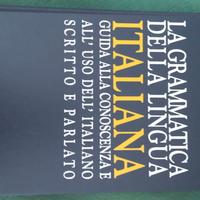 LA GRAMMATICA
DELLA LINGUA
ITALIANA
GUIDA ALLA CONOSCENZA E
ALL' USO DELL' ITALIANO
SCRITTO E PARLATO